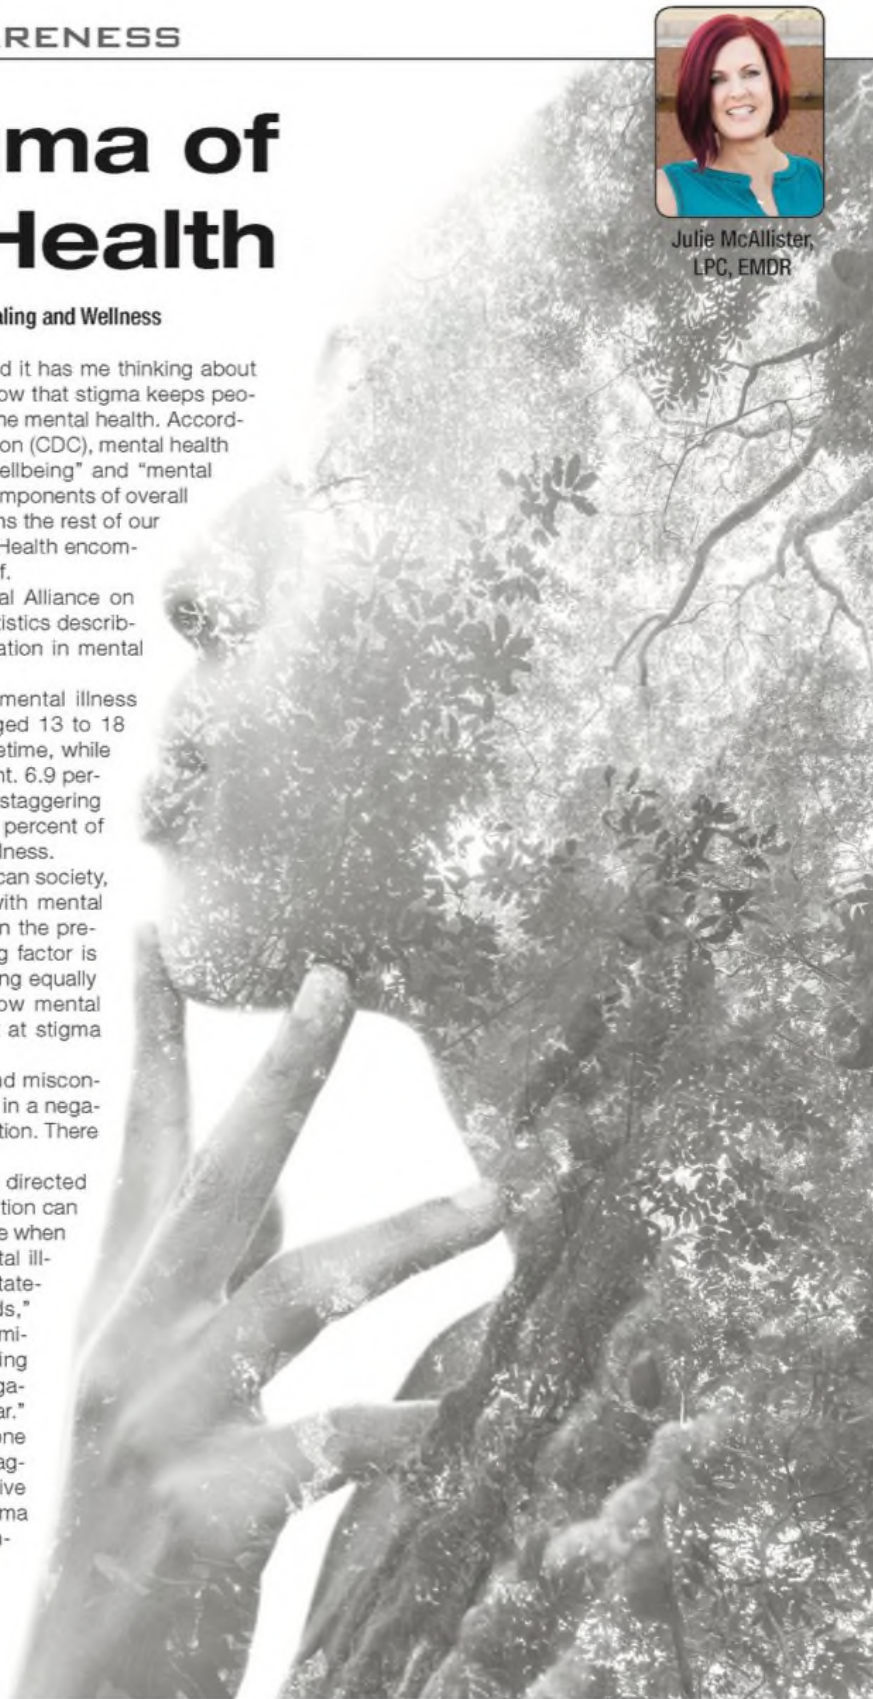 RENESS
ma of
Health
Julie McAllister,
LPC, EMDR
aling and Wellness
d it has me thinking about
ow that stigma keeps peo-
he mental health. Accord-
on (CDC), mental health
ellbeing” and “mental
mponents of overall
ns the rest of our
Health encom-
f.
al Alliance on
tistics describ-
ation in mental
mental illness
ged 13 to 18
etime, while
nt. 6.9 per-
staggering
percent of
lness.
can society,
with mental
n the pre-
g factor is
ng equally
ow mental
at stigma
nd miscon-
in a nega-
tion. There
directed
tion can
e when
tal ill-
tate-
ds,”
mi-
ing
ga-
ar.”
one
ag-
ive
ma
-